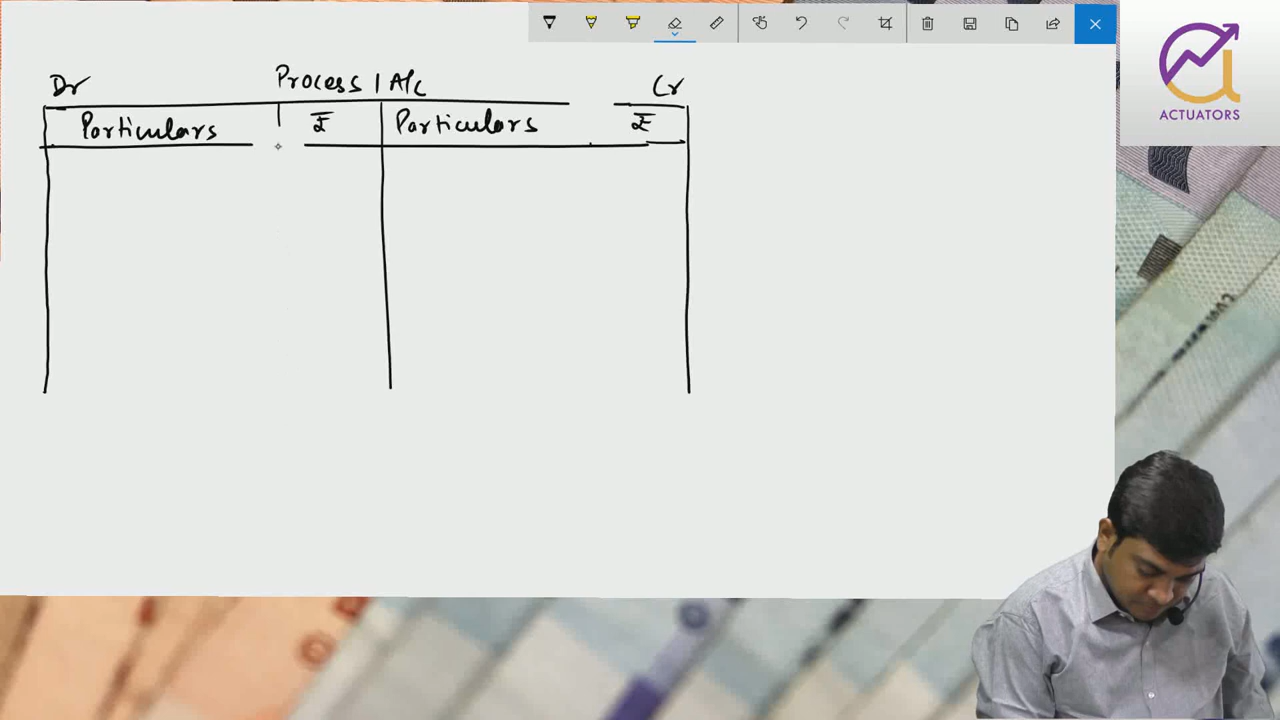 Dr Process I A/c Cr
Particulars ₹ Particulars ₹
ACTUATORS